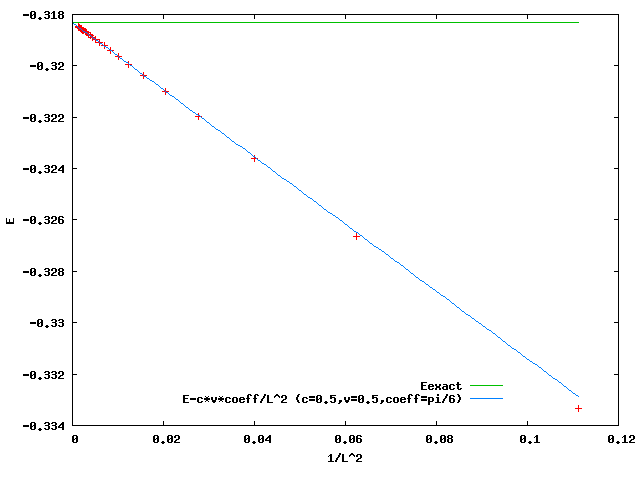 -0.318
-0.32
-0.322
-0.324
-0.326
-0.328
-0.33
-0.332
-0.334
E
Eexact
E-c*v*coeff/L^2 (c=0.5,v=0.5,coeff=pi/6)
0 0.02 0.04 0.06 0.08 0.1 0.12
1/L^2